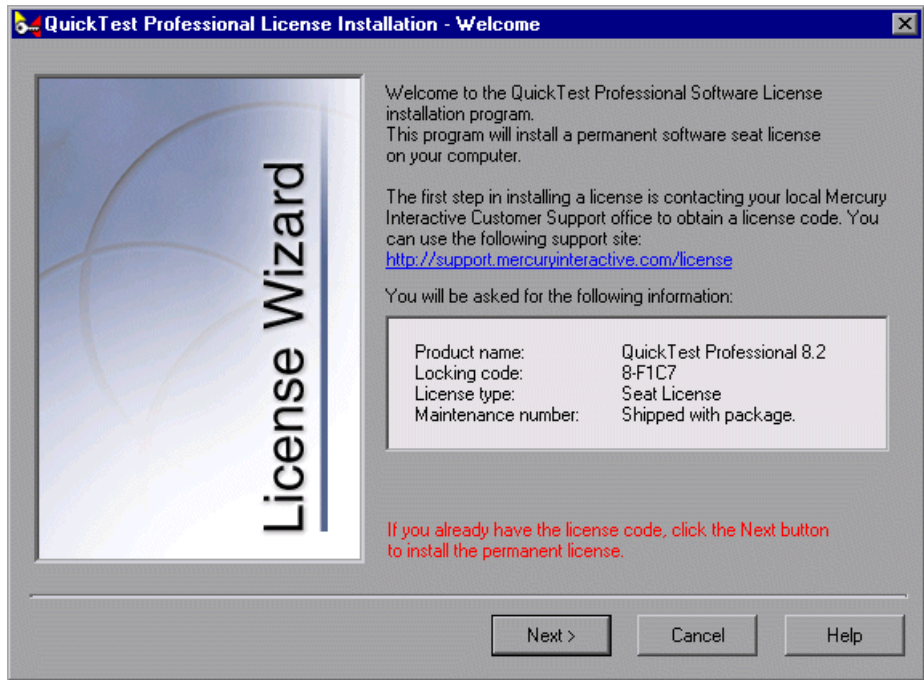 QuickTest Professional License Installation - Welcome
License Wizard
Welcome to the QuickTest Professional Software License
installation program.
This program will install a permanent software seat license
on your computer.
The first step in installing a license is contacting your local Mercury
Interactive Customer Support office to obtain a license code. You
can use the following support site:
http://support.mercuryinteractive.com/license
You will be asked for the following information:
Product name: QuickTest Professional 8.2
Locking code: 8-F1C7
License type: Seat License
Maintenance number: Shipped with package.
If you already have the license code, click the Next button
to install the permanent license.
Next > Cancel Help